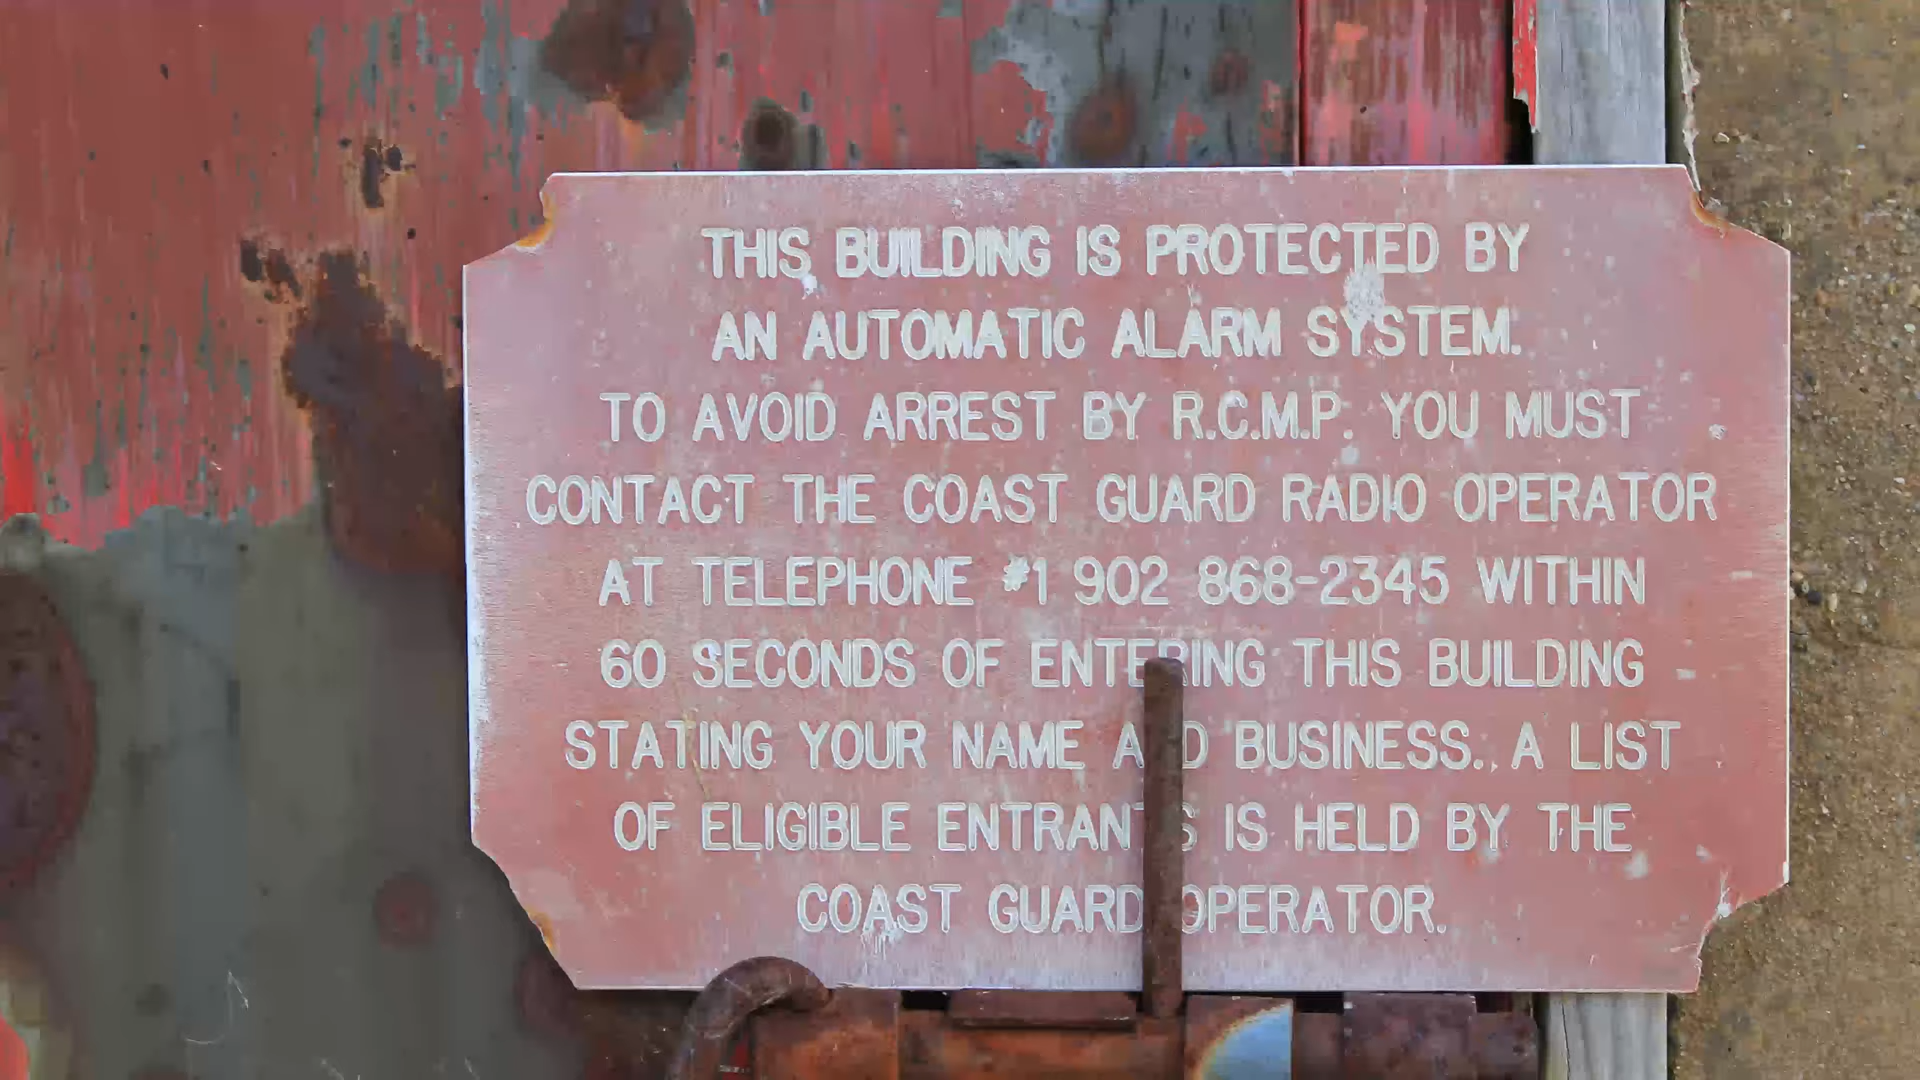 THIS BUILDING IS PROTECTED BY
AN AUTOMATIC ALARM SYSTEM.
TO AVOID ARREST BY R.C.M.P. YOU MUST
CONTACT THE COAST GUARD RADIO OPERATOR
AT TELEPHONE #1 902 868-2345 WITHIN
60 SECONDS OF ENTERING THIS BUILDING
STATING YOUR NAME AND BUSINESS. A LIST
OF ELIGIBLE ENTRANTS IS HELD BY THE
COAST GUARD OPERATOR.